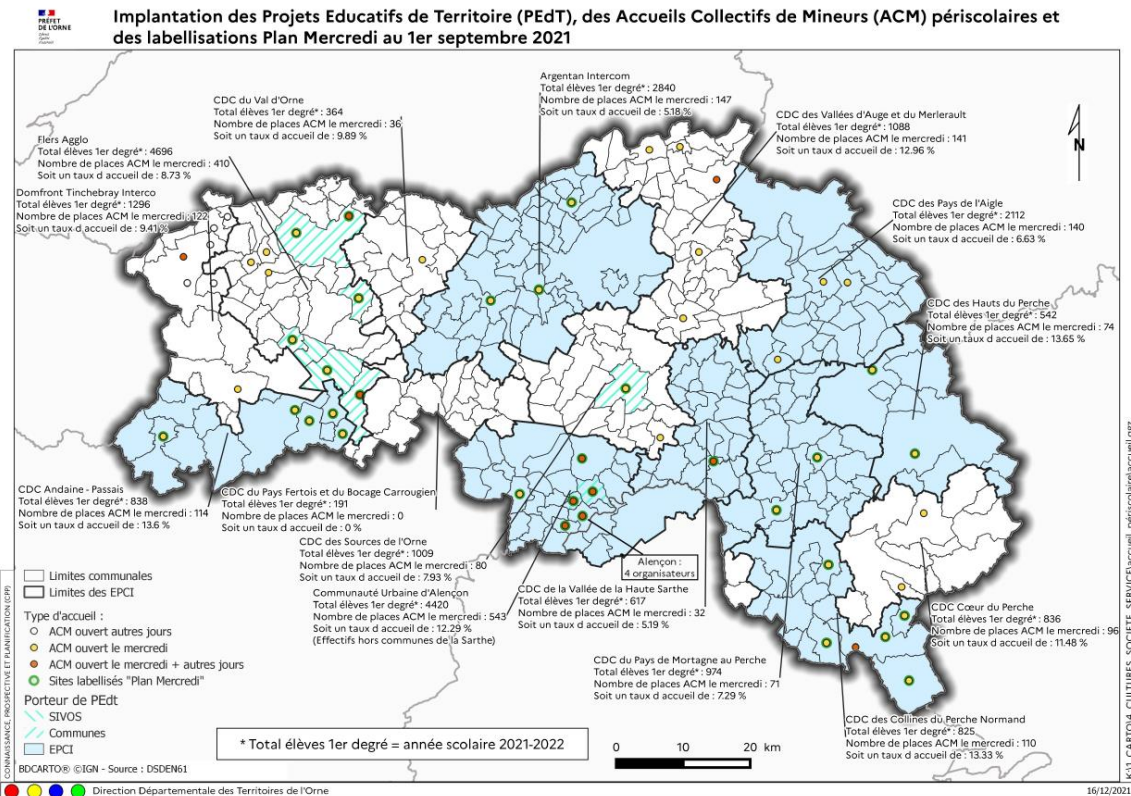 PRÉFET
DE L'ORNE
Implantation des Projets Educatifs de Territoire (PEdT), des Accueils Collectifs de Mineurs (ACM) périscolaires et
des labellisations Plan Mercredi au 1er septembre 2021
Argentan Intercom
Total élèves 1er degré* : 2840
Nombre de places ACM le mercredi : 147
Soit un taux d accueil de : 5.18 %
CDC du Val d'Orne
Total élèves 1er degré* : 364
Nombre de places ACM le mercredi : 36
Soit un taux d accueil de : 9.89 %
CDC des Vallées d'Auge et du Merlerault
Total élèves 1er degré* : 1088
Nombre de places ACM le mercredi : 141
Soit un taux d accueil de : 12.96 %
N
Flers Agglo
Total élèves 1er degré* : 4696
Nombre de places ACM le mercredi : 410
Soit un taux d accueil de : 8.73 %
Domfront Tinchebray Interco
Total élèves 1er degré* : 1296
Nombre de places ACM le mercredi : 122
Soit un taux d accueil de : 9.41 %
CDC des Pays de l'Aigle
Total élèves 1er degré* : 2112
Nombre de places ACM le mercredi : 140
Soit un taux d accueil de : 6.63 %
CDC des Hauts du Perche
Total élèves 1er degré* : 542
Nombre de places ACM le mercredi : 74
Soit un taux d accueil de : 13.65 %
CDC Andaine - Passais
Total élèves 1er degré* : 838
Nombre de places ACM le mercredi : 114
Soit un taux d accueil de : 13.6 %
CDC du Pays Fertois et du Bocage Carrougien
Total élèves 1er degré* : 191
Nombre de places ACM le mercredi : 0
Soit un taux d accueil de : 0 %
CDC des Sources de l'Orne
Total élèves 1er degré* : 1009
Nombre de places ACM le mercredi : 80
Soit un taux d accueil de : 7.93 %
Communauté Urbaine d'Alençon
Total élèves 1er degré* : 4420
Nombre de places ACM le mercredi : 543
Soit un taux d accueil de : 12.29 %
(Effectifs hors communes de la Sarthe)
Alençon :
4 organisateurs
CDC de la Vallée de la Haute Sarthe
Total élèves 1er degré* : 617
Nombre de places ACM le mercredi : 32
Soit un taux d accueil de : 5.19 %
CDC Cœur du Perche
Total élèves 1er degré* : 836
Nombre de places ACM le mercredi : 96
Soit un taux d accueil de : 11.48 %
CDC du Pays de Mortagne au Perche
Total élèves 1er degré* : 974
Nombre de places ACM le mercredi : 71
Soit un taux d accueil de : 7.29 %
CDC des Collines du Perche Normand
Total élèves 1er degré* : 825
Nombre de places ACM le mercredi : 110
Soit un taux d accueil de : 13.33 %
Limites communales
Limites des EPCI
Type d'accueil :
ACM ouvert autres jours
ACM ouvert le mercredi
ACM ouvert le mercredi + autres jours
Sites labellisés "Plan Mercredi"
Porteur de PEdt
SIVOS
Communes
EPCI
* Total élèves 1er degré = année scolaire 2021-2022
0 10 20 km
BDCARTO® ©IGN - Source : DSDEN61
CONNAISSANCE, PROSPECTIVE ET PLANIFICATION (CPP)
Direction Départementale des Territoires de l'Orne
16/12/2021